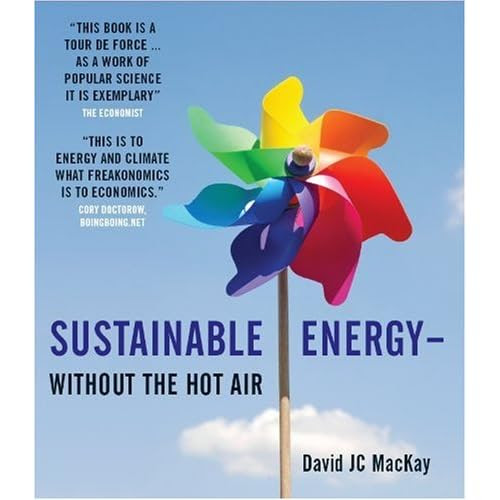 "THIS BOOK IS A
TOUR DE FORCE ...
AS A WORK OF
POPULAR SCIENCE
IT IS EXEMPLARY"
THE ECONOMIST
"THIS IS TO
ENERGY AND CLIMATE
WHAT FREAKONOMICS
IS TO ECONOMICS."
CORY DOCTOROW,
BOINGBOING.NET
SUSTAINABLE ENERGY–
WITHOUT THE HOT AIR
David JC MacKay